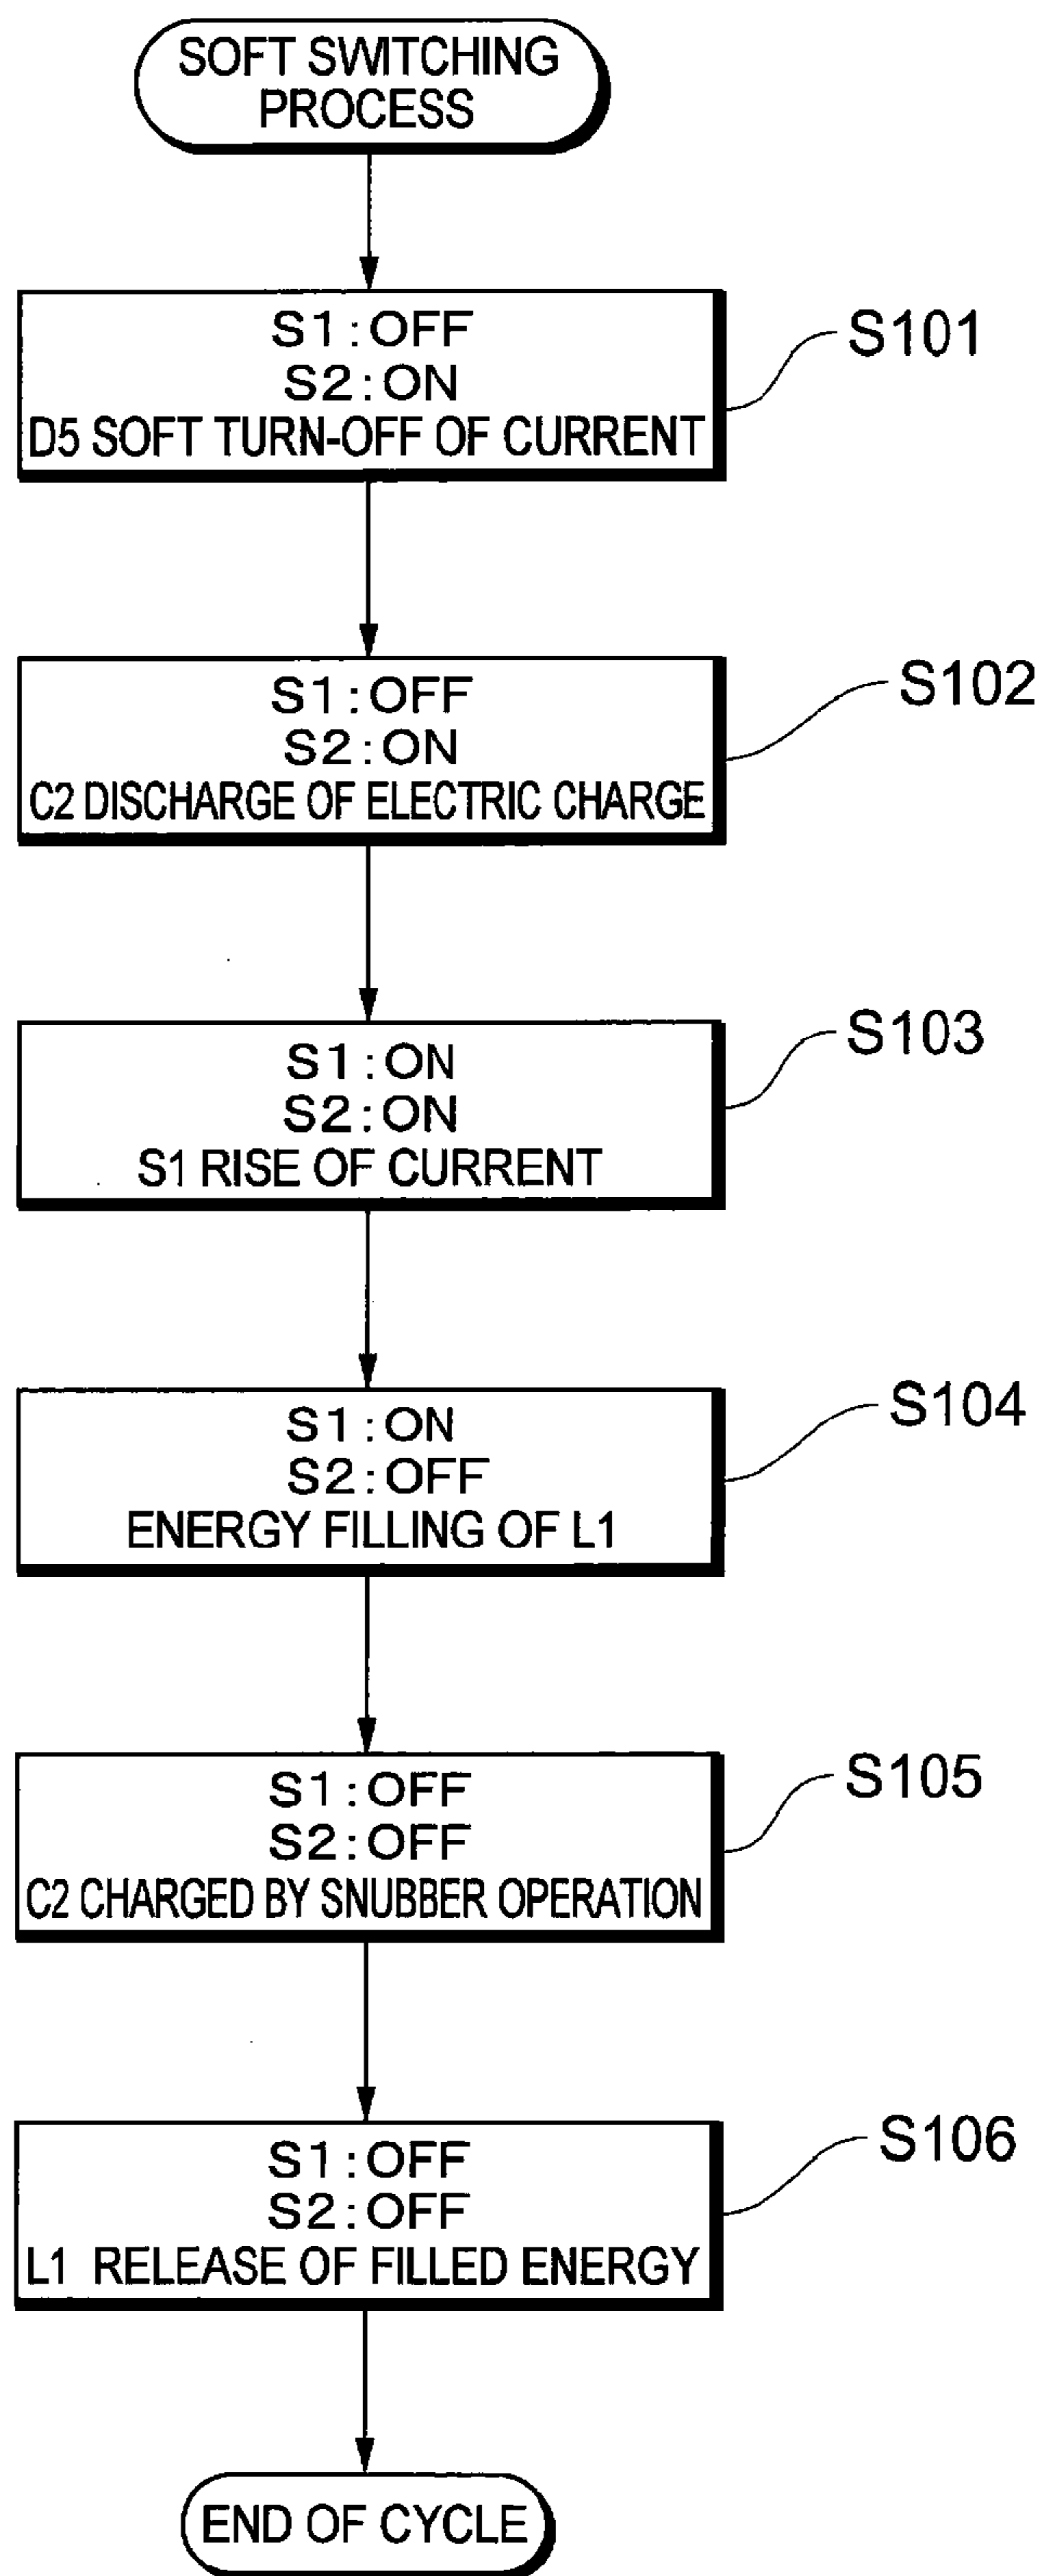 SOFT SWITCHING
PROCESS
S1:OFF
S2:ON
D5 SOFT TURN-OFF OF CURRENT
S101
S1:OFF
S2:ON
C2 DISCHARGE OF ELECTRIC CHARGE
S102
S1:ON
S2:ON
S1 RISE OF CURRENT
S103
S1:ON
S2:OFF
ENERGY FILLING OF L1
S104
S1:OFF
S2:OFF
C2 CHARGED BY SNUBBER OPERATION
S105
S1:OFF
S2:OFF
L1 RELEASE OF FILLED ENERGY
S106
END OF CYCLE